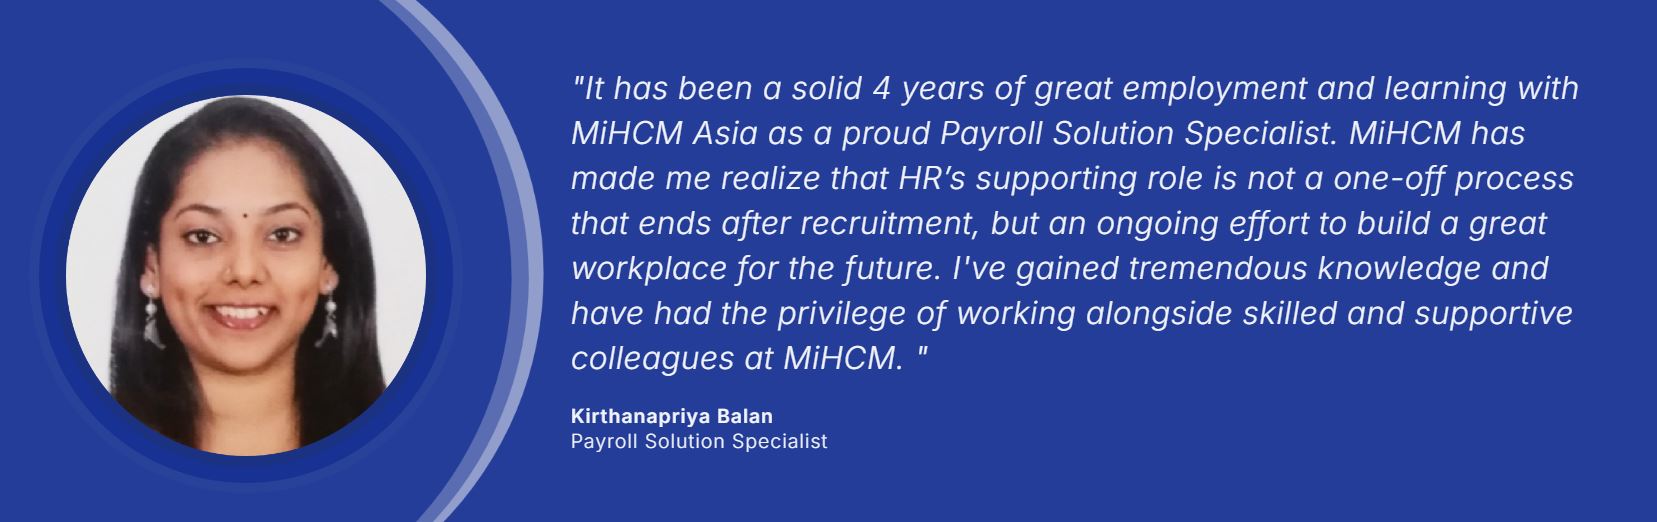 "It has been a solid 4 years of great employment and learning with
MiHCM Asia as a proud Payroll Solution Specialist. MiHCM has
made me realize that HR’s supporting role is not a one-off process
that ends after recruitment, but an ongoing effort to build a great
workplace for the future. I've gained tremendous knowledge and
have had the privilege of working alongside skilled and supportive
colleagues at MiHCM. "
Kirthanapriya Balan
Payroll Solution Specialist